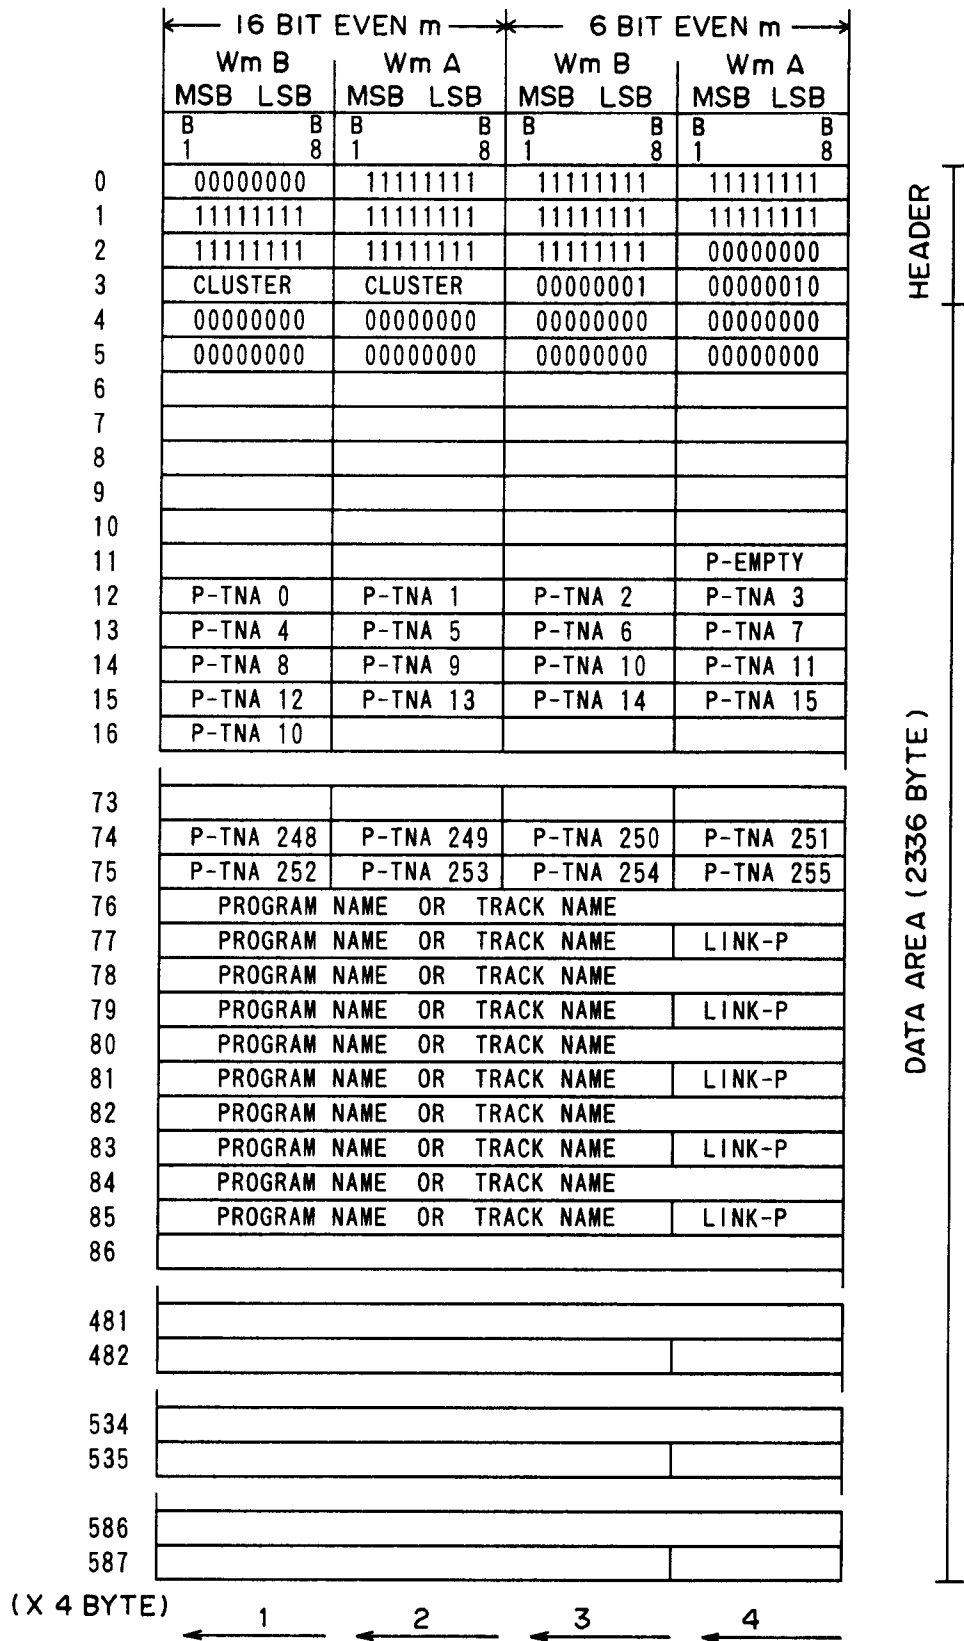 16 BIT EVEN m 6 BIT EVEN m
Wm B Wm A Wm B Wm A
MSB LSB MSB LSB MSB LSB MSB LSB
B B B B B B B B
1 8 1 8 1 8 1 8
0 00000000 11111111 11111111 11111111
1 11111111 11111111 11111111 11111111
2 11111111 11111111 11111111 00000000
3 CLUSTER CLUSTER 00000001 00000010
HEADER
4 00000000 00000000 00000000 00000000
5 00000000 00000000 00000000 00000000
6
7
8
9
10
11 P-EMPTY
12 P-TNA 0 P-TNA 1 P-TNA 2 P-TNA 3
13 P-TNA 4 P-TNA 5 P-TNA 6 P-TNA 7
14 P-TNA 8 P-TNA 9 P-TNA 10 P-TNA 11
15 P-TNA 12 P-TNA 13 P-TNA 14 P-TNA 15
16 P-TNA 10
73
74 P-TNA 248 P-TNA 249 P-TNA 250 P-TNA 251
75 P-TNA 252 P-TNA 253 P-TNA 254 P-TNA 255
76 PROGRAM NAME OR TRACK NAME
77 PROGRAM NAME OR TRACK NAME LINK-P
78 PROGRAM NAME OR TRACK NAME
79 PROGRAM NAME OR TRACK NAME LINK-P
80 PROGRAM NAME OR TRACK NAME
81 PROGRAM NAME OR TRACK NAME LINK-P
82 PROGRAM NAME OR TRACK NAME
83 PROGRAM NAME OR TRACK NAME LINK-P
84 PROGRAM NAME OR TRACK NAME
85 PROGRAM NAME OR TRACK NAME LINK-P
86
481
482
534
535
586
587
DATA AREA (2336 BYTE)
(X 4 BYTE) 1 2 3 4